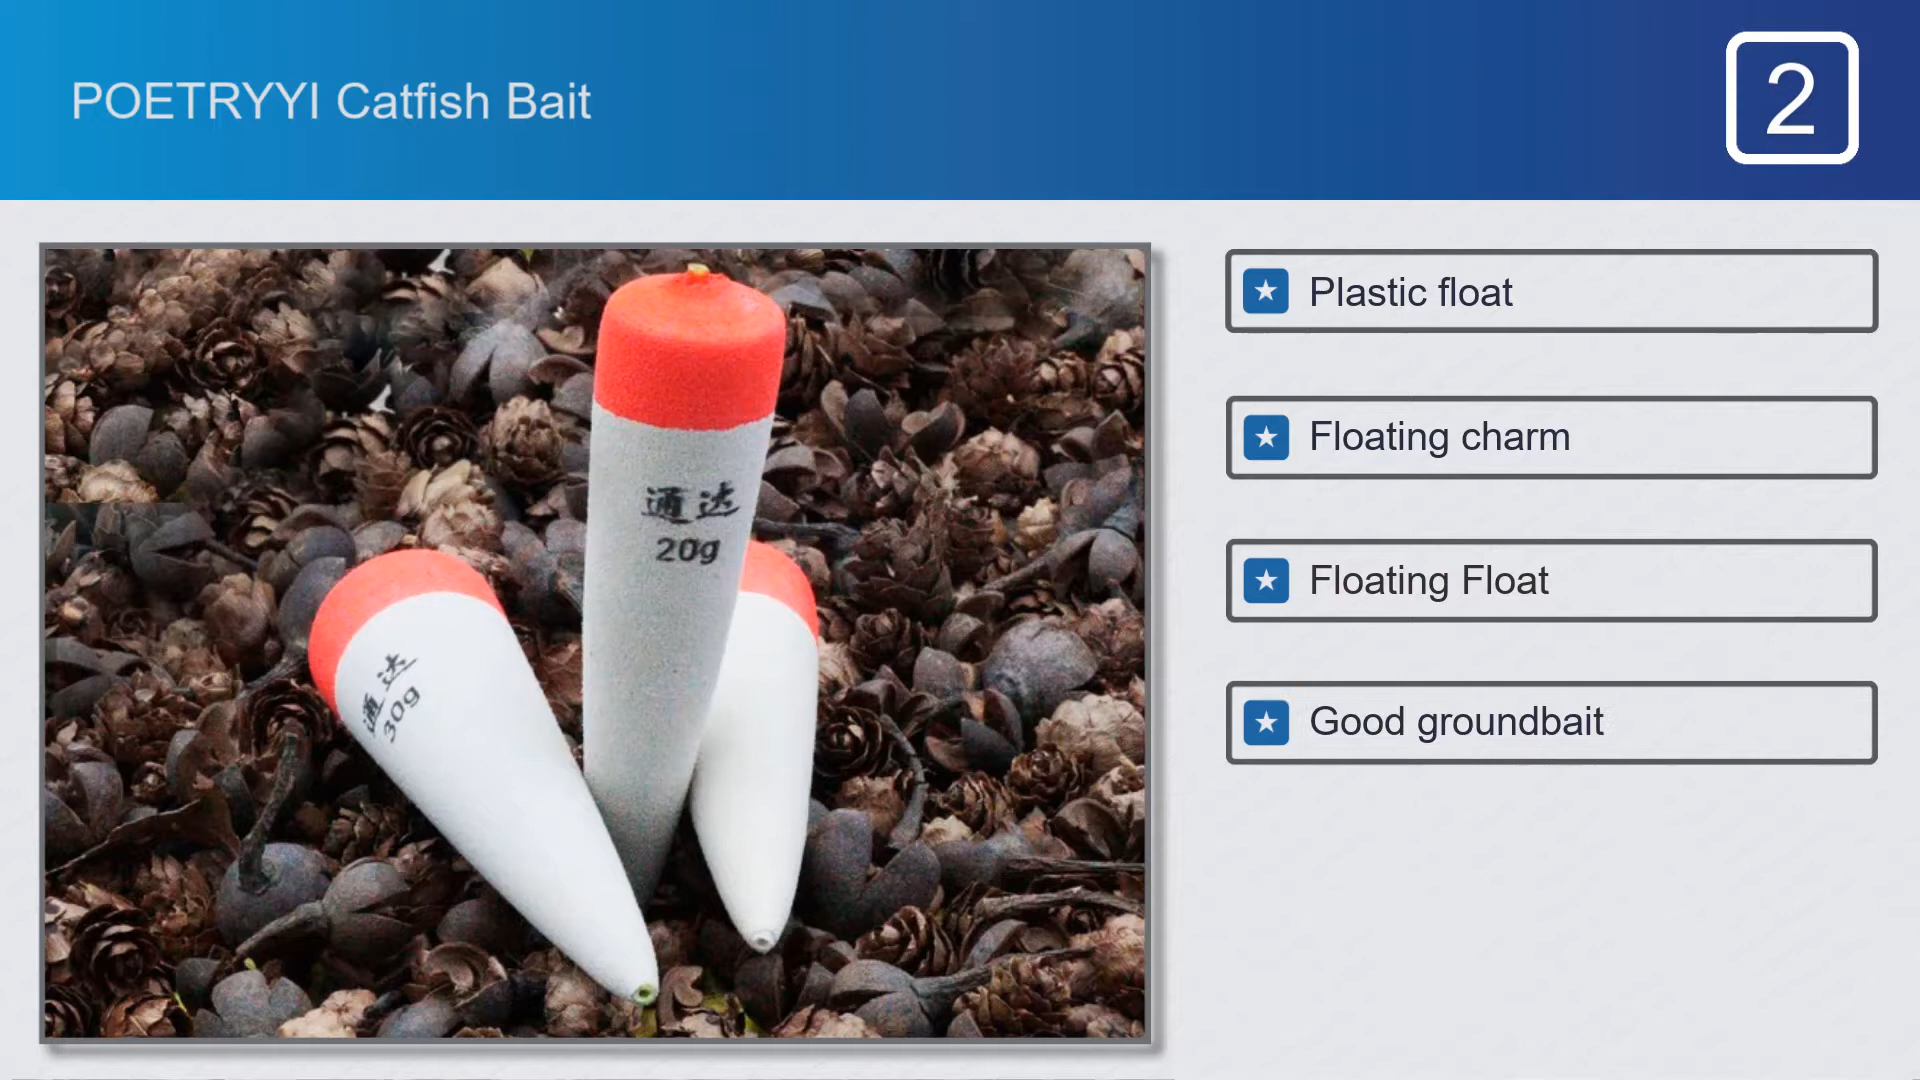 POETRYYI Catfish Bait
2
Plastic float
Floating charm
Floating Float
Good groundbait
通达
20g
通达
30g